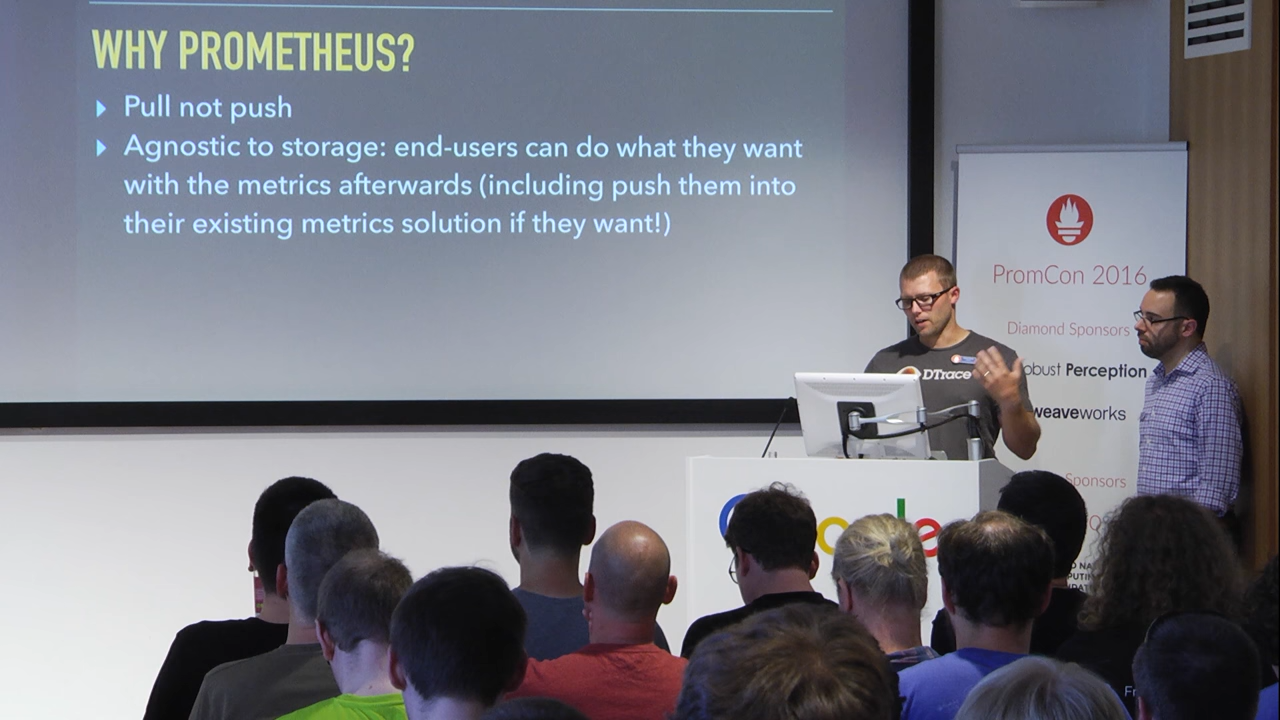 WHY PROMETHEUS?
Pull not push
Agnostic to storage: end-users can do what they want
with the metrics afterwards (including push them into
their existing metrics solution if they want!)
PromCon 2016
Diamond Sponsors
obust Perception
weaveworks
Sponsors
DTrace